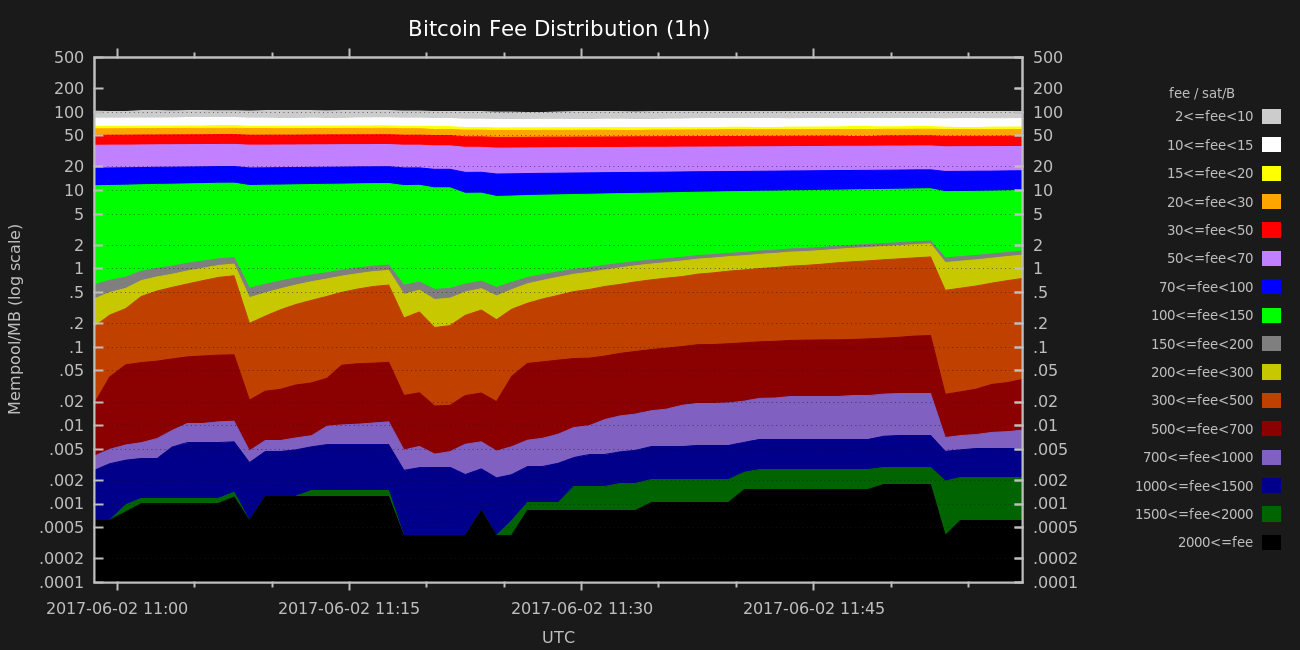 Bitcoin Fee Distribution (1h)
500 500
200 200
100 100
50 50
20 20
10 10
5 5
2 2
1 1
.5 .5
.2 .2
.1 .1
.05 .05
.02 .02
.01 .01
.005 .005
.002 .002
.001 .001
.0005 .0005
.0002 .0002
.0001 .0001
Mempool/MB (log scale)
2017-06-02 11:00 2017-06-02 11:15 2017-06-02 11:30 2017-06-02 11:45
UTC
fee / sat/B
2<=fee<10
10<=fee<15
15<=fee<20
20<=fee<30
30<=fee<50
50<=fee<70
70<=fee<100
100<=fee<150
150<=fee<200
200<=fee<300
300<=fee<500
500<=fee<700
700<=fee<1000
1000<=fee<1500
1500<=fee<2000
2000<=fee